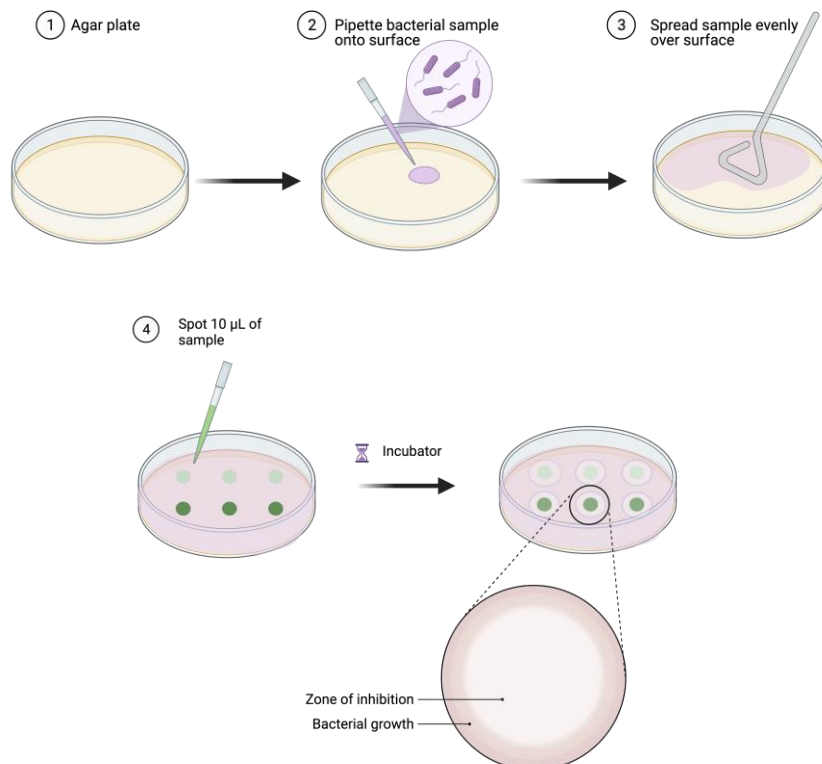 1 Agar plate
2 Pipette bacterial sample
onto surface
3 Spread sample evenly
over surface
4 Spot 10 µL of
sample
Incubator
Zone of inhibition
Bacterial growth